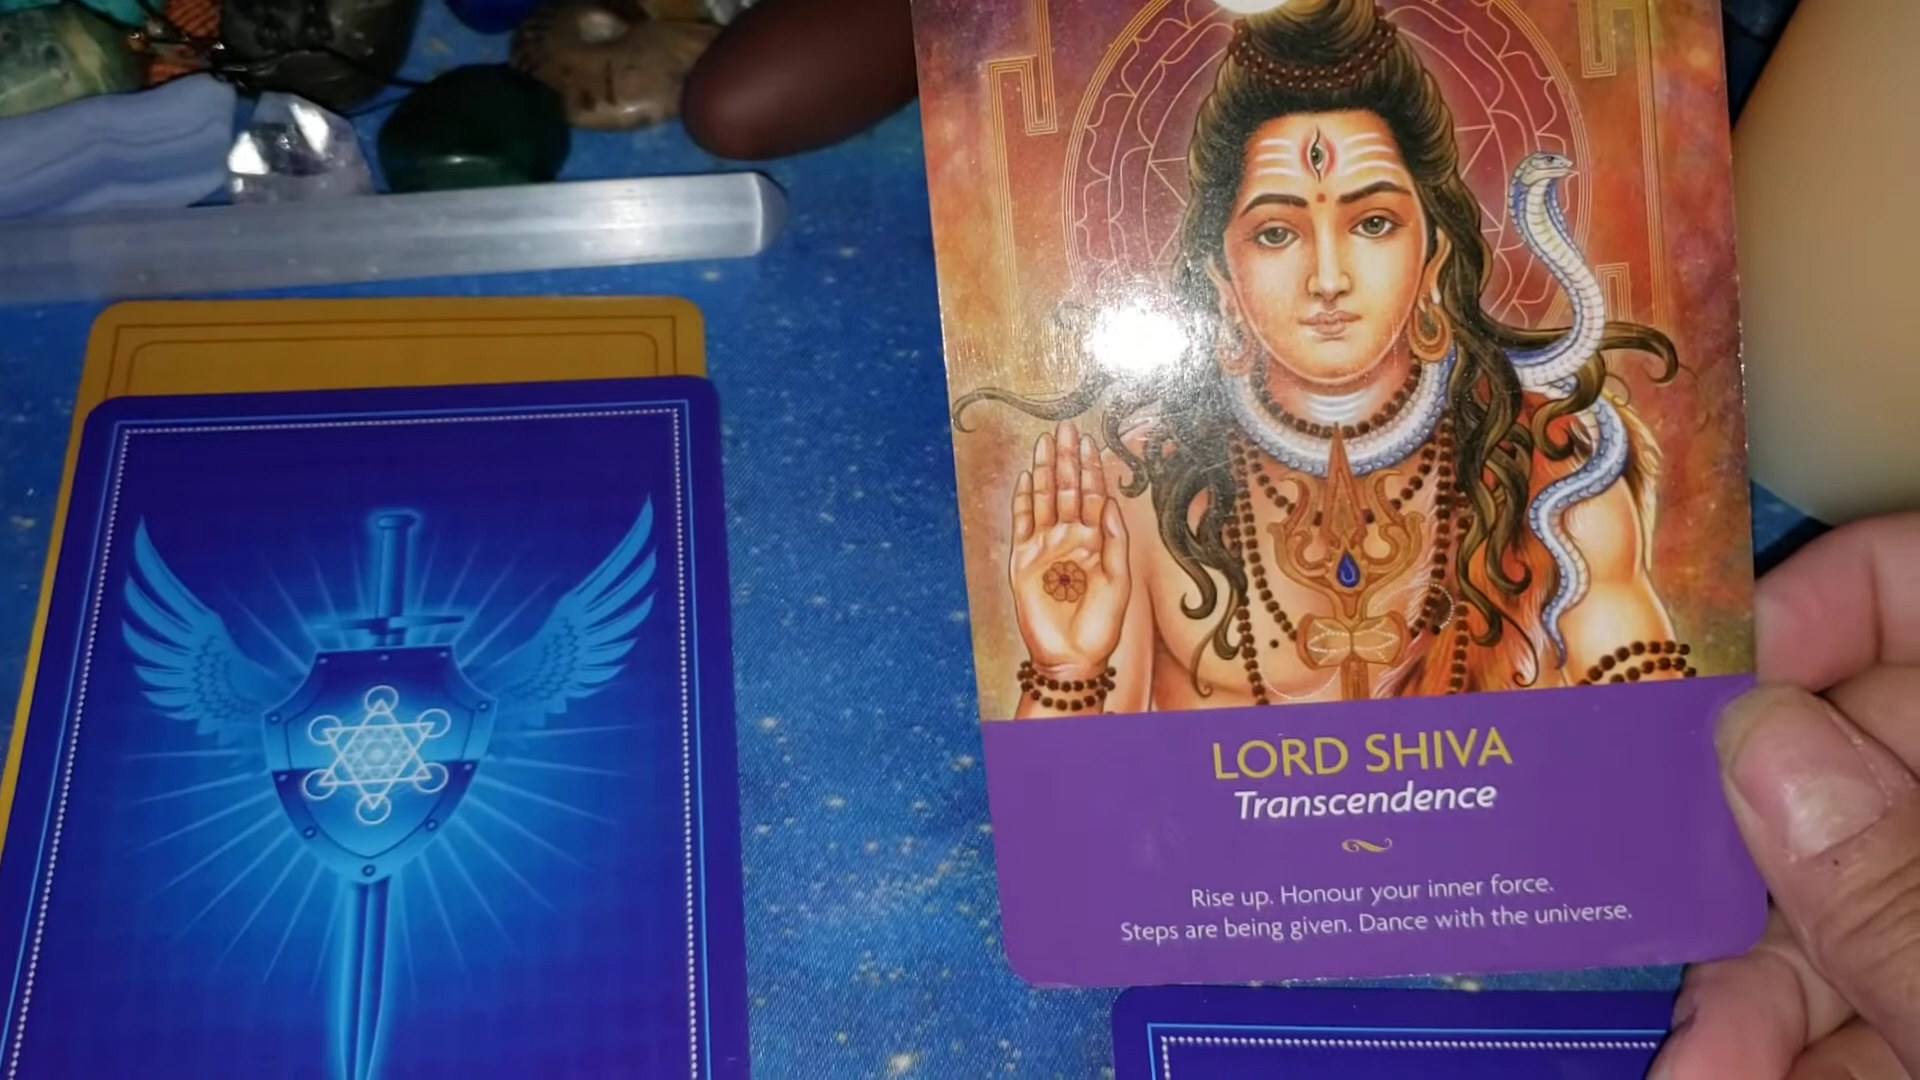 LORD SHIVA
Transcendence
Rise up. Honour your inner force.
Steps are being given. Dance with the universe.